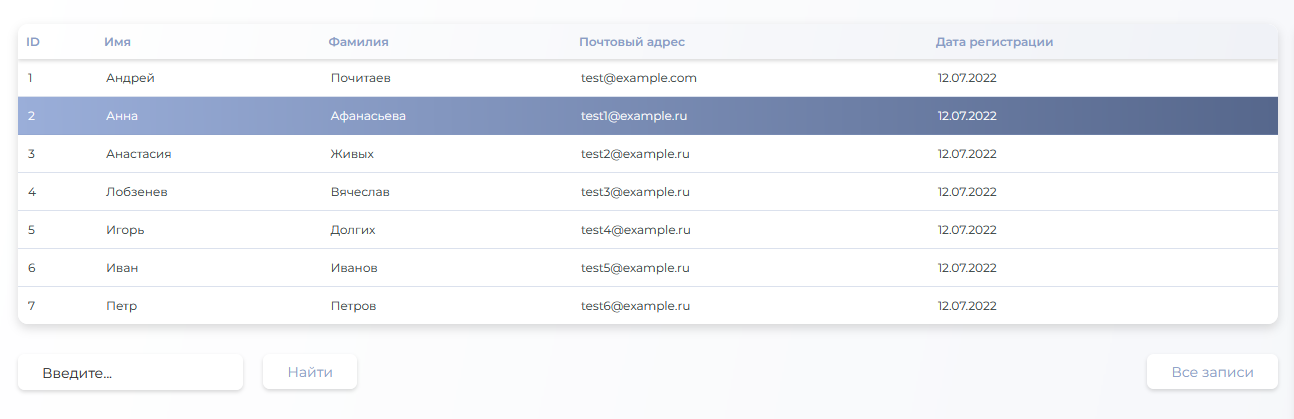 ID Имя Фамилия Почтовый адрес Дата регистрации
1 Андрей Почитаев test@example.com 12.07.2022
2 Анна Афанасьева test1@example.ru 12.07.2022
3 Анастасия Живых test2@example.ru 12.07.2022
4 Лобзенев Вячеслав test3@example.ru 12.07.2022
5 Игорь Долгих test4@example.ru 12.07.2022
6 Иван Иванов test5@example.ru 12.07.2022
7 Петр Петров test6@example.ru 12.07.2022
Введите... Найти Все записи